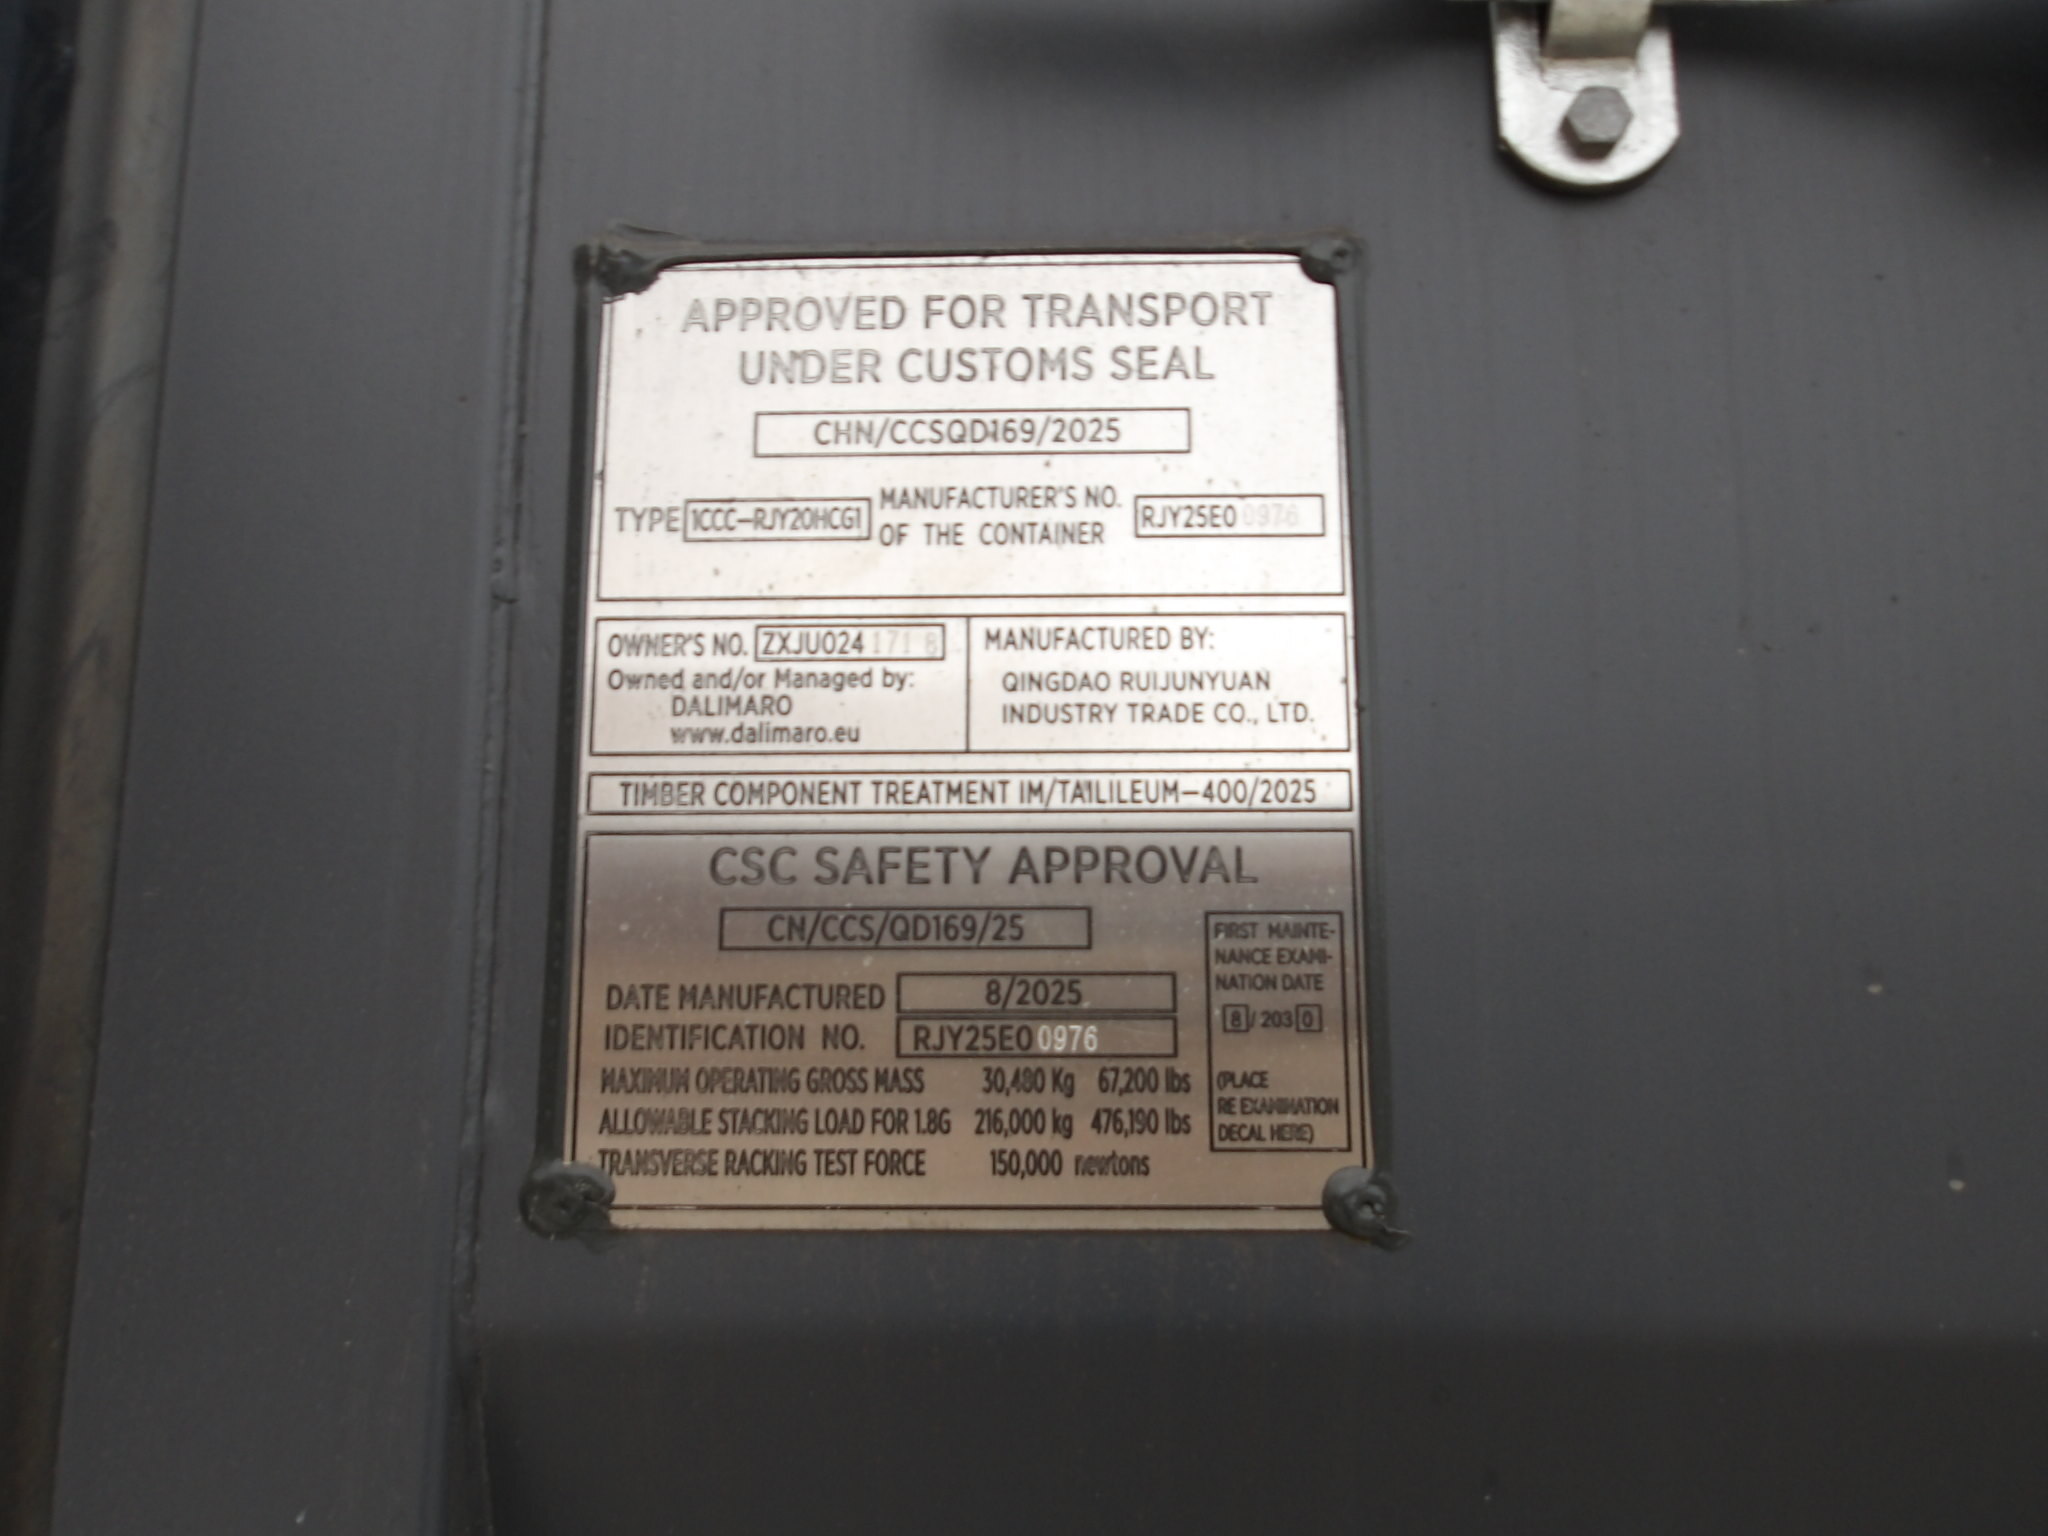 APPROVED FOR TRANSPORT
UNDER CUSTOMS SEAL
CHN/CCSQD169/2025
TYPE 1CCC-RJY20HCG1 MANUFACTURER'S NO. OF THE CONTAINER RJY25E00976
OWNER'S NO. ZXJU0241718
Owned and/or Managed by:
DALIMARO
www.dalimaro.eu
MANUFACTURED BY:
QINGDAO RUIJUNYUAN
INDUSTRY TRADE CO., LTD.
TIMBER COMPONENT TREATMENT IM/TAILILEUM-400/2025
CSC SAFETY APPROVAL
CN/CCS/QD169/25
DATE MANUFACTURED 8/2025
IDENTIFICATION NO. RJY25E00976
MAXIMUM OPERATING GROSS MASS 30,480 Kg 67,200 lbs
ALLOWABLE STACKING LOAD FOR 1.8G 216,000 kg 476,190 lbs
TRANSVERSE RACKING TEST FORCE 150,000 newtons
FIRST MAINTE-
NANCE EXAMI-
NATION DATE
8/2030
(PLACE
RE EXAMINATION
DECAL HERE)